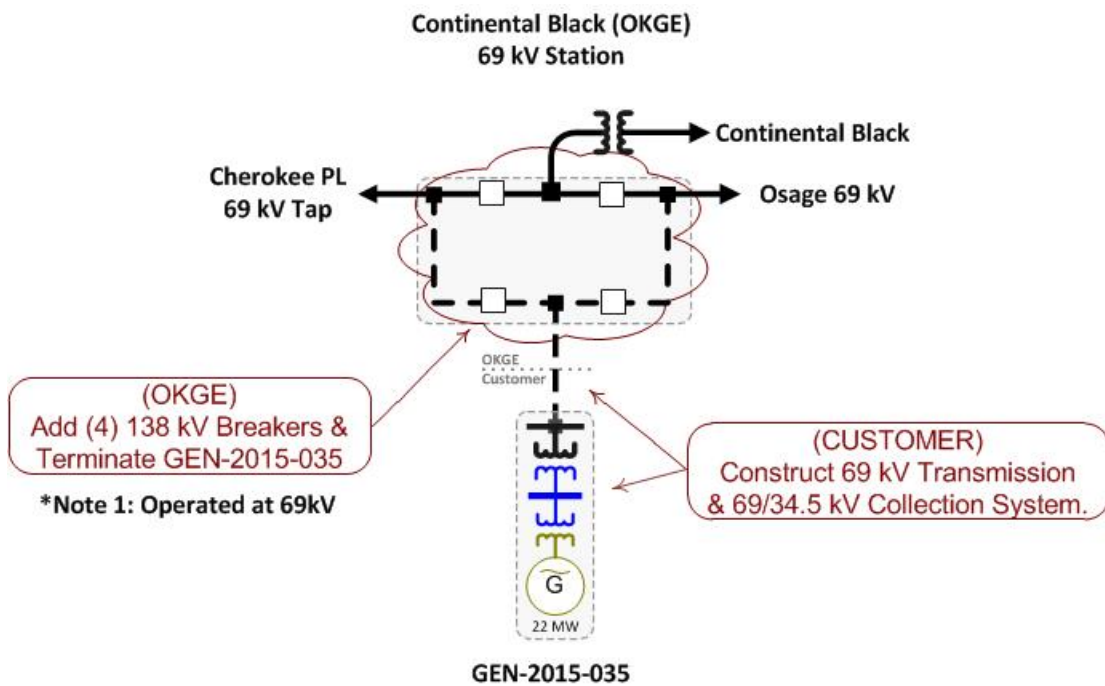 Continental Black (OKGE)
69 kV Station
Continental Black
Cherokee PL
69 kV Tap
Osage 69 kV
OKGE
Customer
(OKGE)
Add (4) 138 kV Breakers &
Terminate GEN-2015-035
*Note 1: Operated at 69kV
(CUSTOMER)
Construct 69 kV Transmission
& 69/34.5 kV Collection System.
G
22 MW
GEN-2015-035